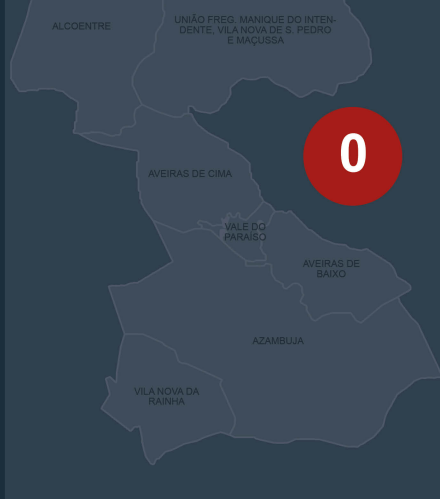 ALCOENTRE
UNIÃO FREG. MANIQUE DO INTEN-
DENTE, VILA NOVA DE S. PEDRO
E MAÇUSSA
0
AVEIRAS DE CIMA
VALE DO
PARAÍSO
AVEIRAS DE
BAIXO
AZAMBUJA
VILA NOVA DA
RAINHA